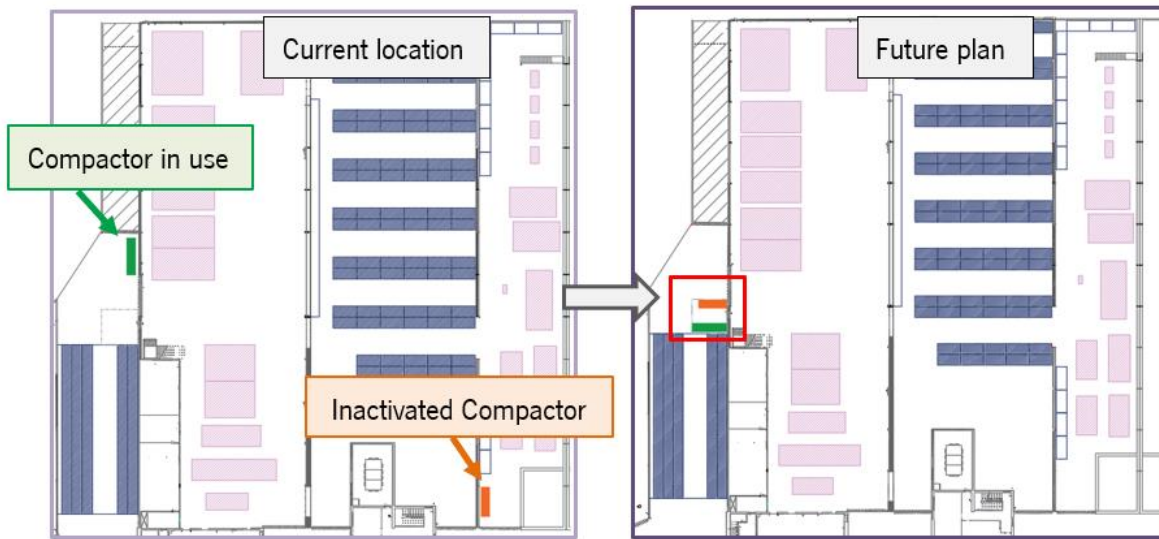 Current location
Future plan
Compactor in use
Inactivated Compactor